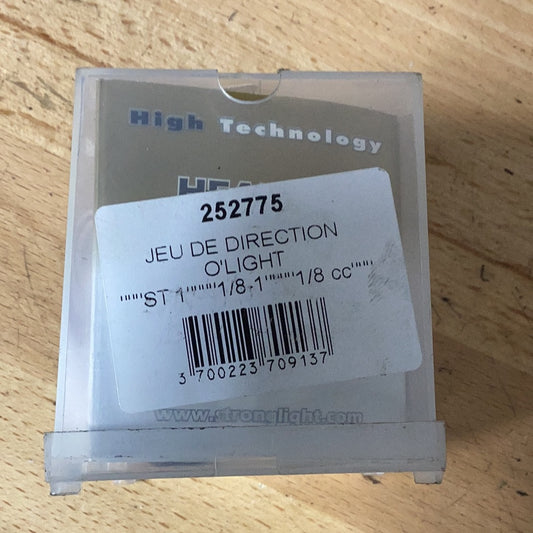 High Technology
252775
JEU DE DIRECTION
O'LIGHT
""'"ST 1'"""'1/8-1'""""1/8 cc'""'"
3 700223 709137
www.stronglight.com